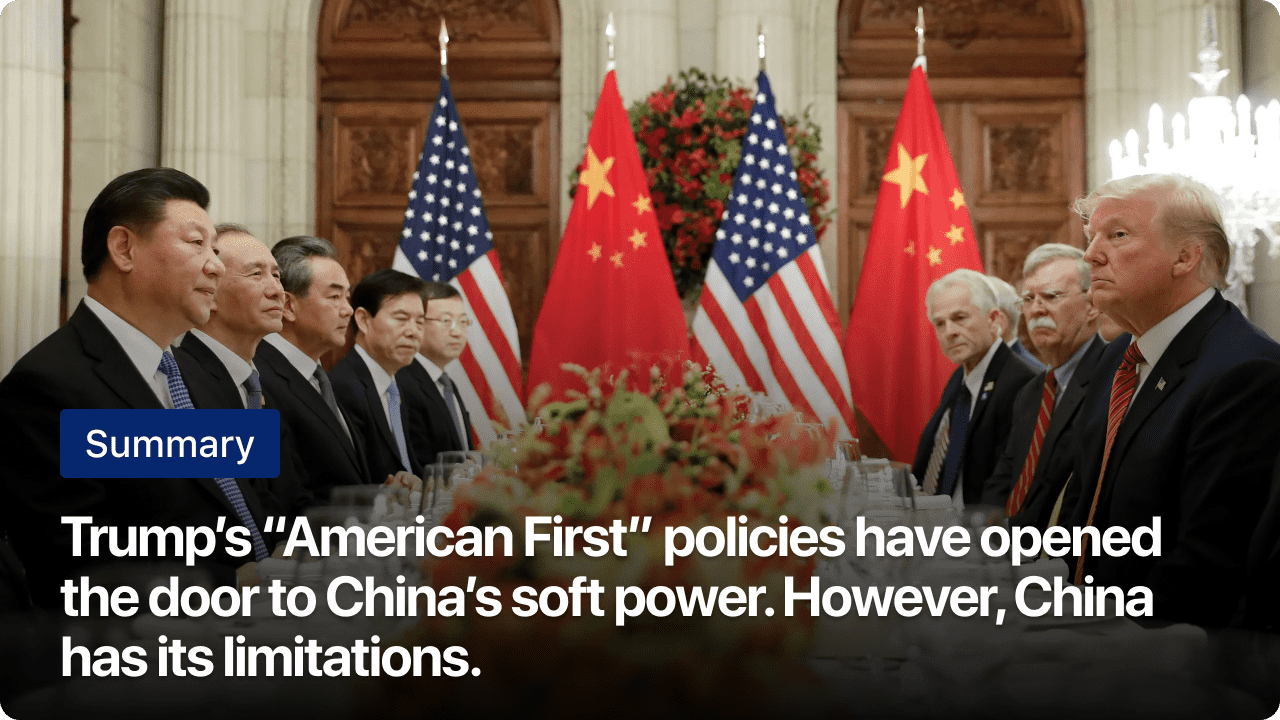 Summary
Trump’s “American First” policies have opened
the door to China’s soft power. However, China
has its limitations.